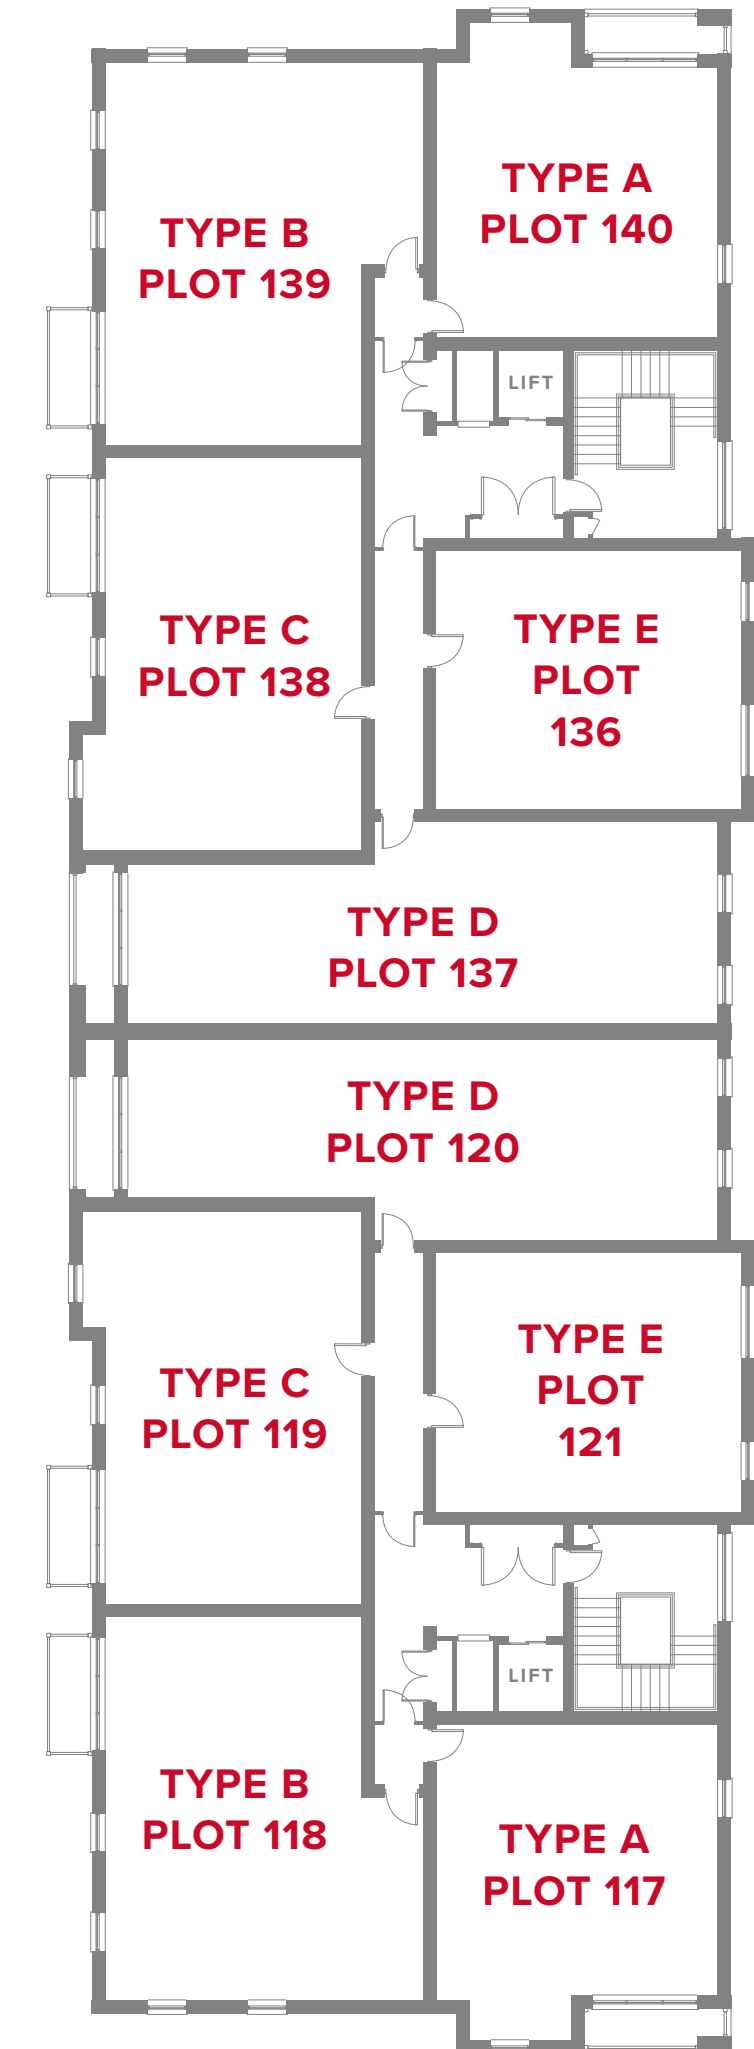 TYPE A
PLOT 140
TYPE B
PLOT 139
LIFT
TYPE C
PLOT 138
TYPE E
PLOT
136
TYPE D
PLOT 137
TYPE D
PLOT 120
TYPE E
PLOT
121
TYPE C
PLOT 119
LIFT
TYPE B
PLOT 118
TYPE A
PLOT 117